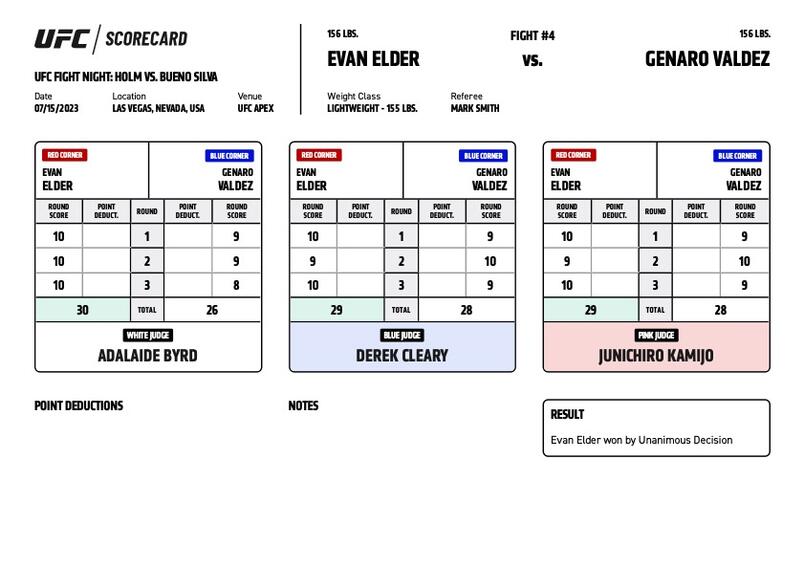 UFC / SCORECARD
UFC FIGHT NIGHT: HOLM VS. BUENO SILVA
Date Location Venue
07/15/2023 LAS VEGAS, NEVADA, USA UFC APEX
156 LBS. FIGHT #4 156 LBS.
EVAN ELDER vs. GENARO VALDEZ
Weight Class Referee
LIGHTWEIGHT - 155 LBS. MARK SMITH
RED CORNER BLUE CORNER
EVAN GENARO
ELDER VALDEZ
ROUND SCORE POINT DEDUCT. ROUND POINT DEDUCT. ROUND SCORE
10 1 9
10 2 9
10 3 8
30 TOTAL 26
WHITE JUDGE
ADALAIDE BYRD
RED CORNER BLUE CORNER
EVAN GENARO
ELDER VALDEZ
ROUND SCORE POINT DEDUCT. ROUND POINT DEDUCT. ROUND SCORE
10 1 9
9 2 10
10 3 9
29 TOTAL 28
BLUE JUDGE
DEREK CLEARY
RED CORNER BLUE CORNER
EVAN GENARO
ELDER VALDEZ
ROUND SCORE POINT DEDUCT. ROUND POINT DEDUCT. ROUND SCORE
10 1 9
9 2 10
10 3 9
29 TOTAL 28
PINK JUDGE
JUNICHIRO KAMIJO
POINT DEDUCTIONS
NOTES
RESULT
Evan Elder won by Unanimous Decision